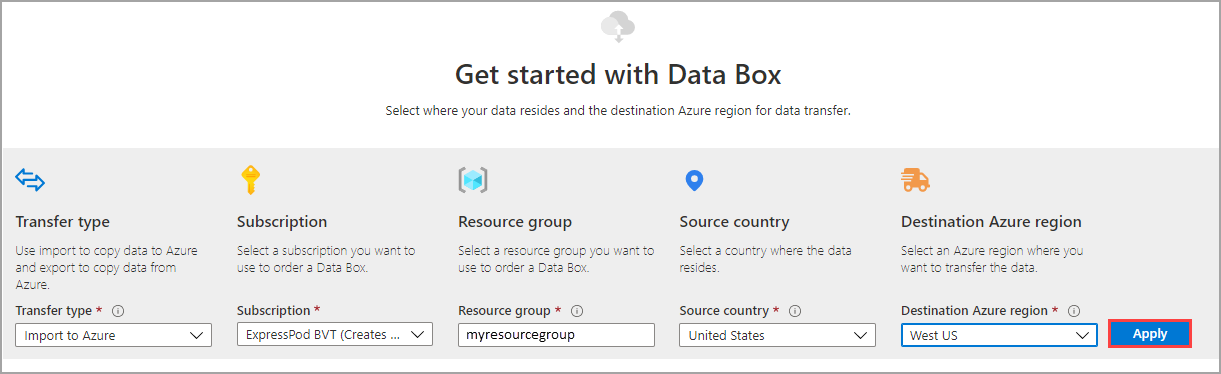 Get started with Data Box
Select where your data resides and the destination Azure region for data transfer.
Transfer type
Use import to copy data to Azure
and export to copy data from
Azure.
Transfer type *
Import to Azure
Subscription
Select a subscription you want to
use to order a Data Box.
Subscription *
ExpressPod BVT (Creates ...
Resource group
Select a resource group you want to
use to order a Data Box.
Resource group *
myresourcegroup
Source country
Select a country where the data
resides.
Source country *
United States
Destination Azure region
Select an Azure region where you
want to transfer the data.
Destination Azure region *
West US
Apply